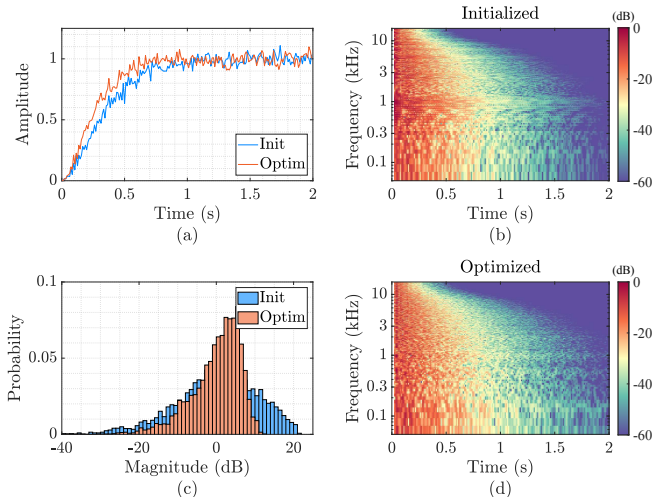 Initialized
(dB)
1
0.5
0
Amplitude
Init
Optim
0 0.5 1 1.5 2
Time (s)
(a)
10
3
1
0.3
0.1
Frequency (kHz)
0
-20
-40
-60
0 0.5 1 1.5 2
Time (s)
(b)
Optimized
(dB)
0.1
0.05
0
Probability
Init
Optim
-40 -20 0 20
Magnitude (dB)
(c)
10
3
1
0.3
0.1
Frequency (kHz)
0
-20
-40
-60
0 0.5 1 1.5 2
Time (s)
(d)